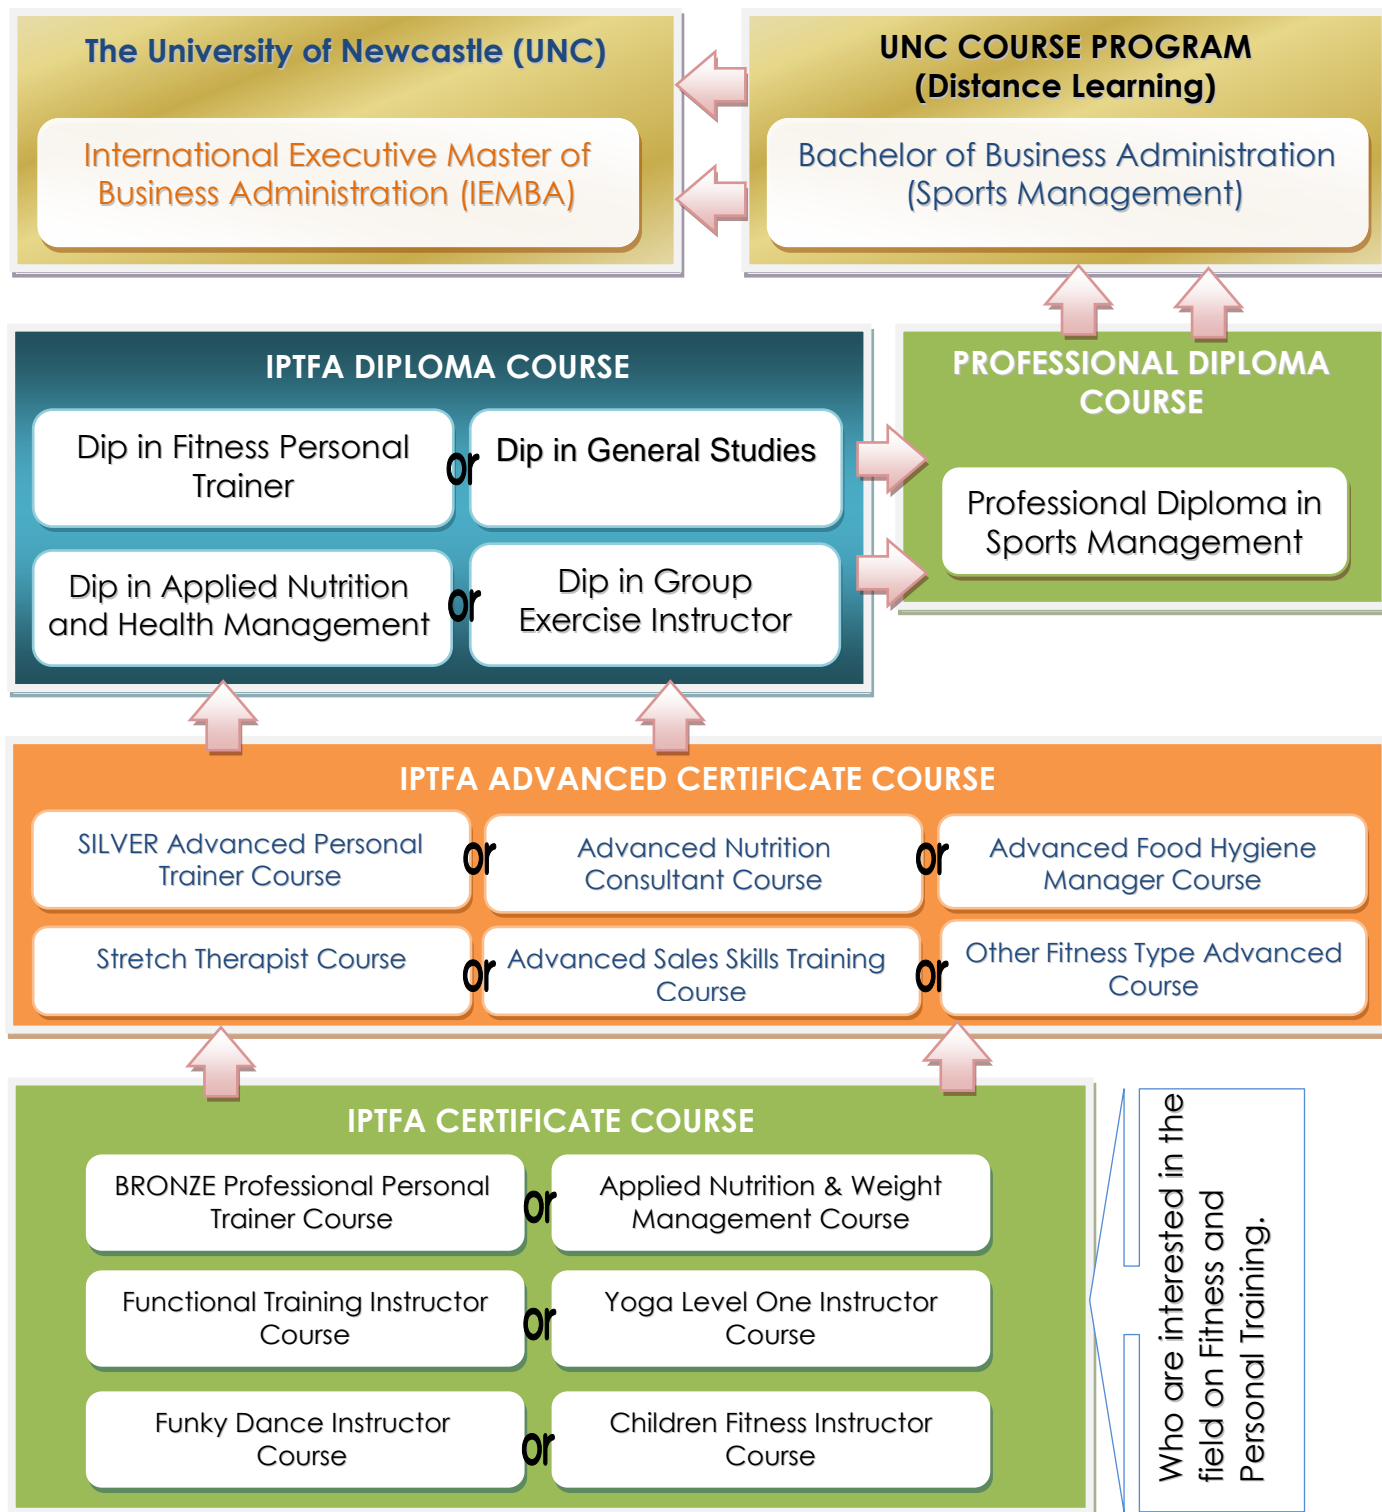 The University of Newcastle (UNC)
International Executive Master of
Business Administration (IEMBA)
UNC COURSE PROGRAM
(Distance Learning)
Bachelor of Business Administration
(Sports Management)
IPTFA DIPLOMA COURSE
Dip in Fitness Personal
Trainer
or
Dip in General Studies
Dip in Applied Nutrition
and Health Management
or
Dip in Group
Exercise Instructor
PROFESSIONAL DIPLOMA
COURSE
Professional Diploma in
Sports Management
IPTFA ADVANCED CERTIFICATE COURSE
SILVER Advanced Personal
Trainer Course
or
Advanced Nutrition
Consultant Course
or
Advanced Food Hygiene
Manager Course
Stretch Therapist Course
or
Advanced Sales Skills Training
Course
or
Other Fitness Type Advanced
Course
IPTFA CERTIFICATE COURSE
BRONZE Professional Personal
Trainer Course
or
Applied Nutrition & Weight
Management Course
Functional Training Instructor
Course
or
Yoga Level One Instructor
Course
Funky Dance Instructor
Course
or
Children Fitness Instructor
Course
Who are interested in the
field on Fitness and
Personal Training.